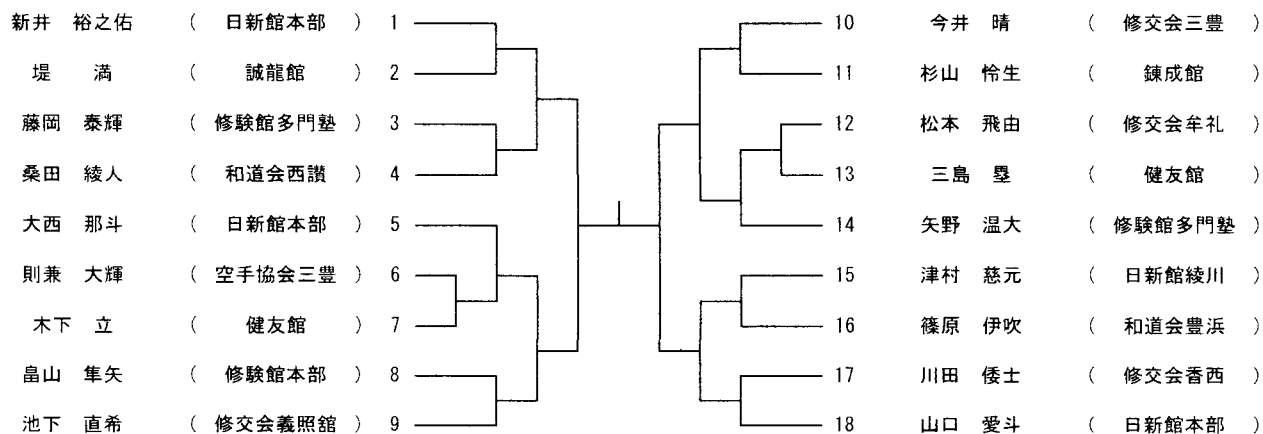 新井 裕之佑 ( 日新館本部 ) 1
堤 満 ( 誠龍館 ) 2
藤岡 泰輝 ( 修験館多門塾 ) 3
桑田 綾人 ( 和道会西讃 ) 4
大西 那斗 ( 日新館本部 ) 5
則兼 大輝 ( 空手協会三豊 ) 6
木下 立 ( 健友館 ) 7
畠山 隼矢 ( 修験館本部 ) 8
池下 直希 ( 修交会義照舘 ) 9
10 今井 晴 ( 修交会三豊 )
11 杉山 怜生 ( 錬成館 )
12 松本 飛由 ( 修交会牟礼 )
13 三島 塁 ( 健友館 )
14 矢野 温大 ( 修験館多門塾 )
15 津村 慈元 ( 日新館綾川 )
16 篠原 伊吹 ( 和道会豊浜 )
17 川田 倭士 ( 修交会香西 )
18 山口 愛斗 ( 日新館本部 )